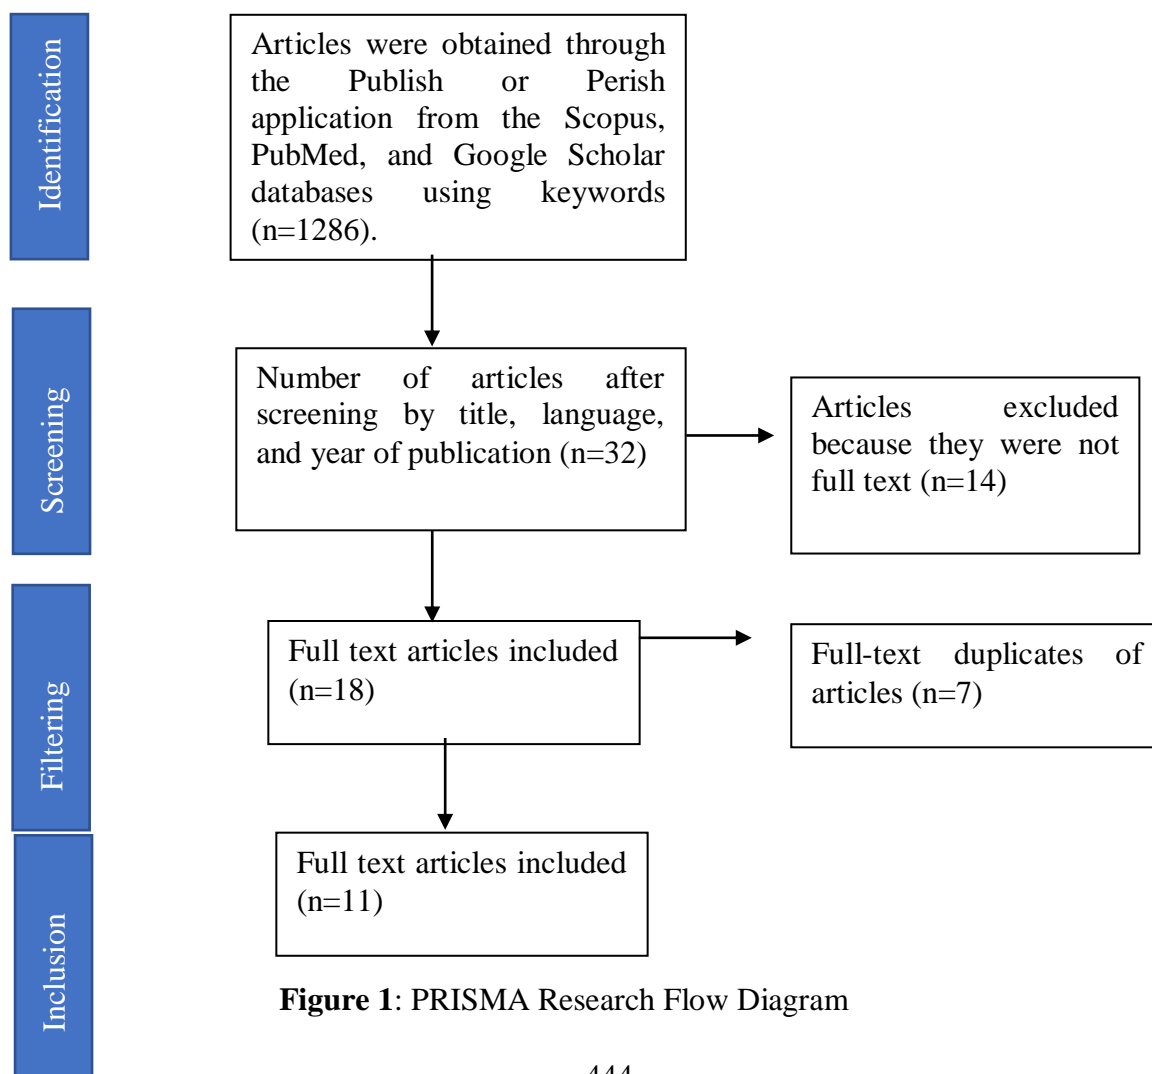 Identification
Articles were obtained through
the Publish or Perish
application from the Scopus,
PubMed, and Google Scholar
databases using keywords
(n=1286).
Screening
Number of articles after
screening by title, language,
and year of publication (n=32)
Articles excluded
because they were not
full text (n=14)
Filtering
Full text articles included
(n=18)
Full-text duplicates of
articles (n=7)
Inclusion
Full text articles included
(n=11)
Figure 1: PRISMA Research Flow Diagram
444